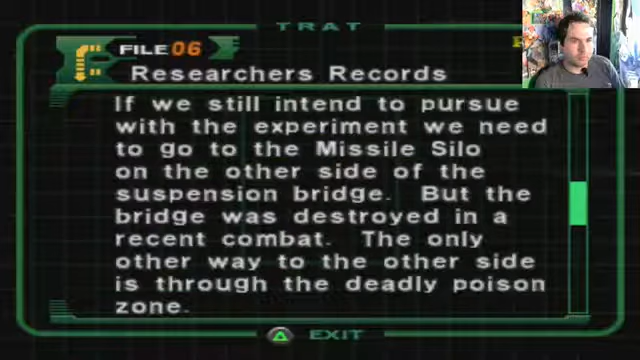 TRAT
FILE 06
Researchers Records
If we still intend to pursue
with the experiment we need
to go to the Missile Silo
on the other side of the
suspension bridge. But the
bridge was destroyed in a
recent combat. The only
other way to the other side
is through the deadly poison
zone.
EXIT